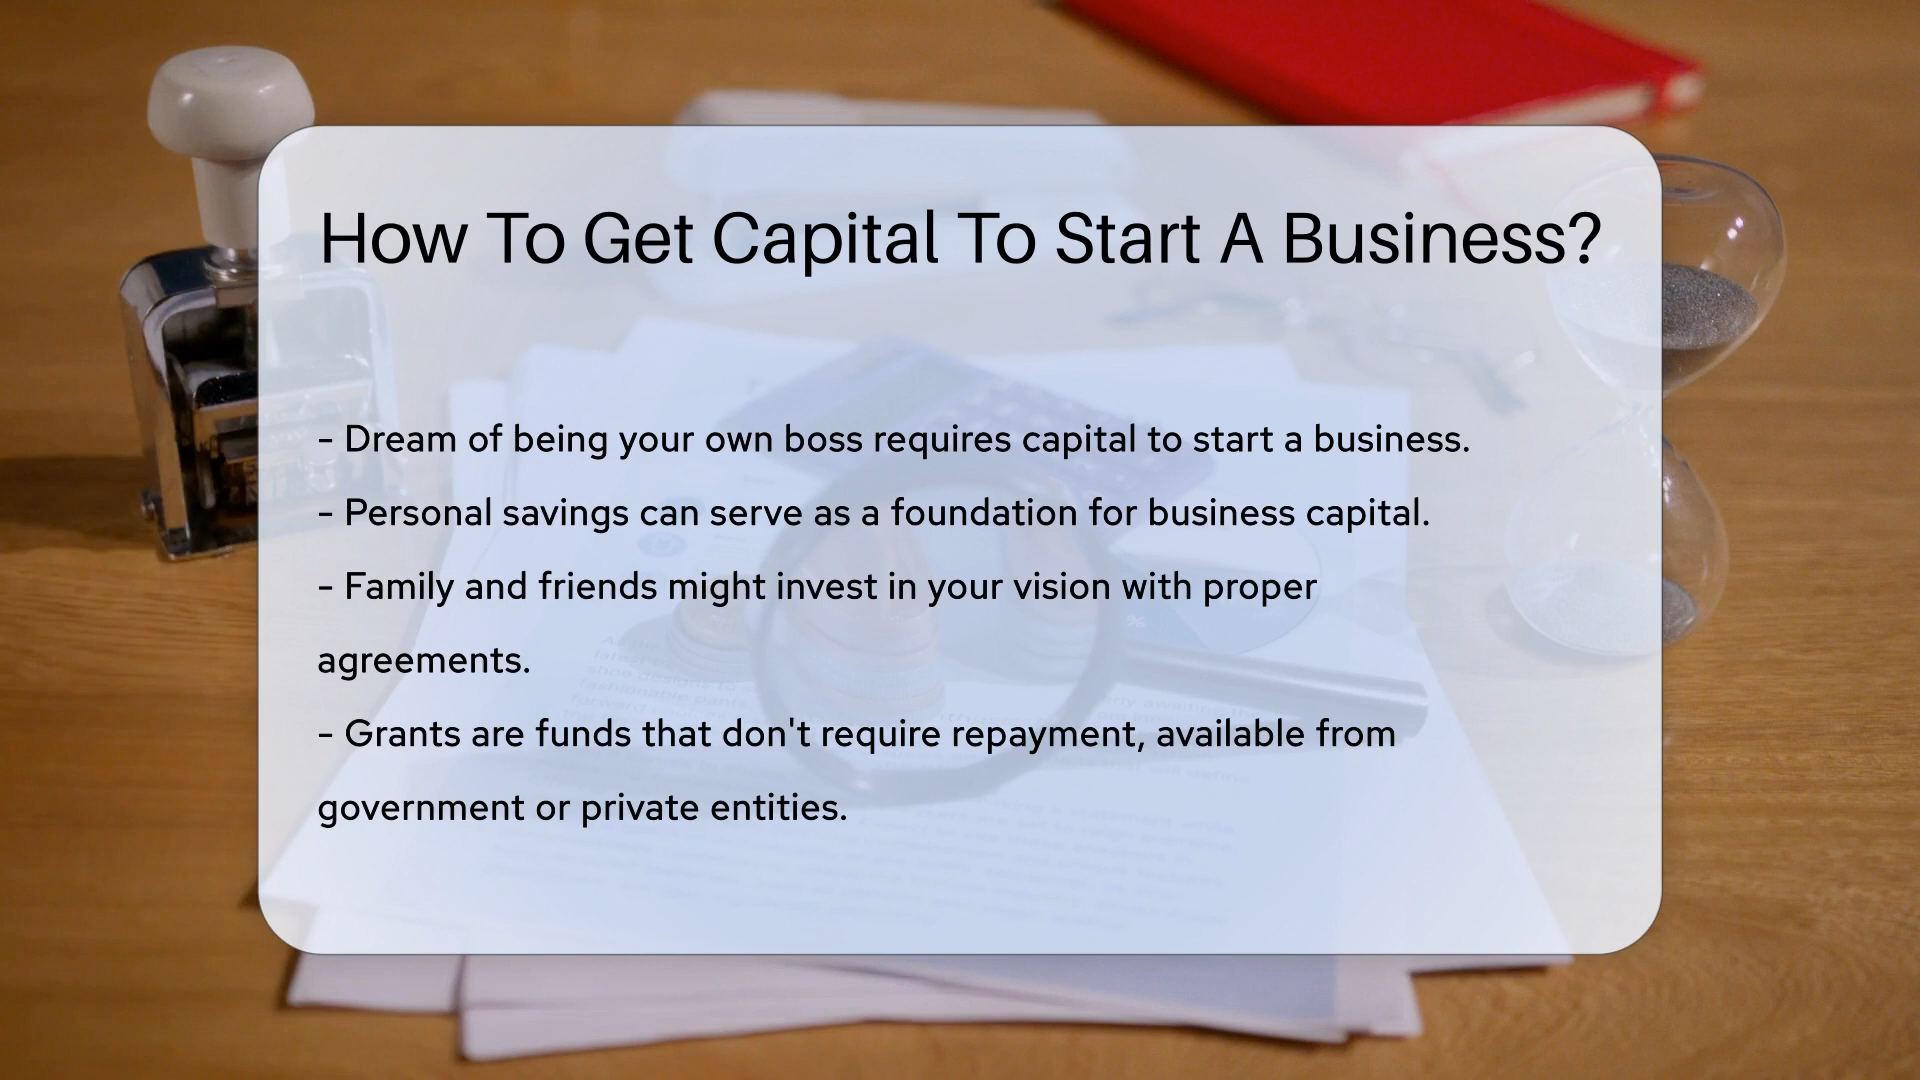 How To Get Capital To Start A Business?
- Dream of being your own boss requires capital to start a business.
- Personal savings can serve as a foundation for business capital.
- Family and friends might invest in your vision with proper
agreements.
- Grants are funds that don't require repayment, available from
government or private entities.